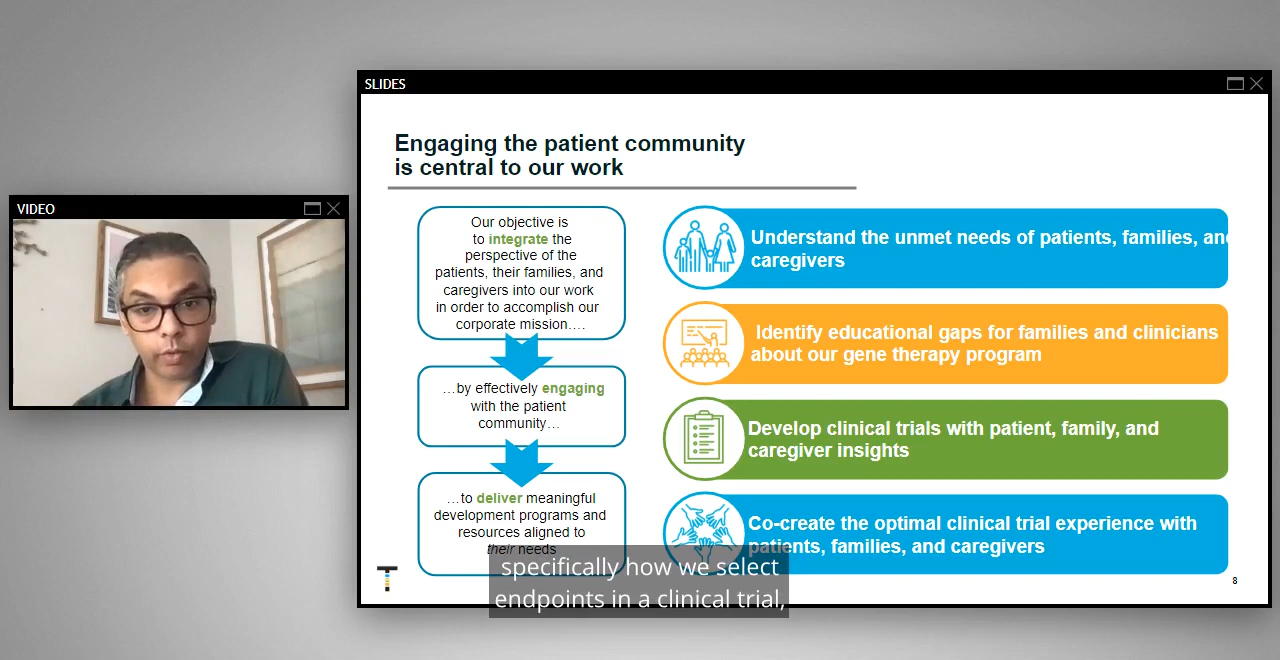 SLIDES
Engaging the patient community
is central to our work
VIDEO
Our objective is
to integrate the
perspective of the
patients, their families, and
caregivers into our work
in order to accomplish our
corporate mission….
…by effectively engaging
with the patient
community…
…to deliver meaningful
development programs and
resources aligned to
their needs
Understand the unmet needs of patients, families, and
caregivers
Identify educational gaps for families and clinicians
about our gene therapy program
Develop clinical trials with patient, family, and
caregiver insights
Co-create the optimal clinical trial experience with
patients, families, and caregivers
T
8
specifically how we select
endpoints in a clinical trial,